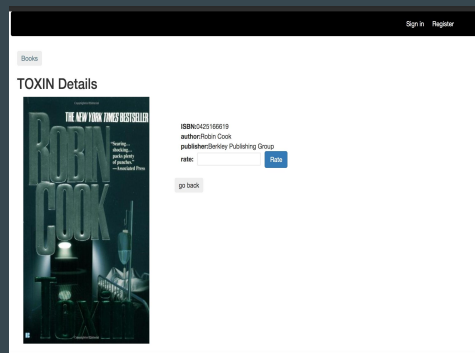 Sign in Register
Books
TOXIN Details
THE NEW YORK TIMES BESTSELLER
ROBIN
"Searing...
shocking...
packs plenty
of punches."
—Associated Press
COOK
Toxin
ISBN:0425166619
author:Robin Cook
publisher:Berkley Publishing Group
rate: Rate
go back